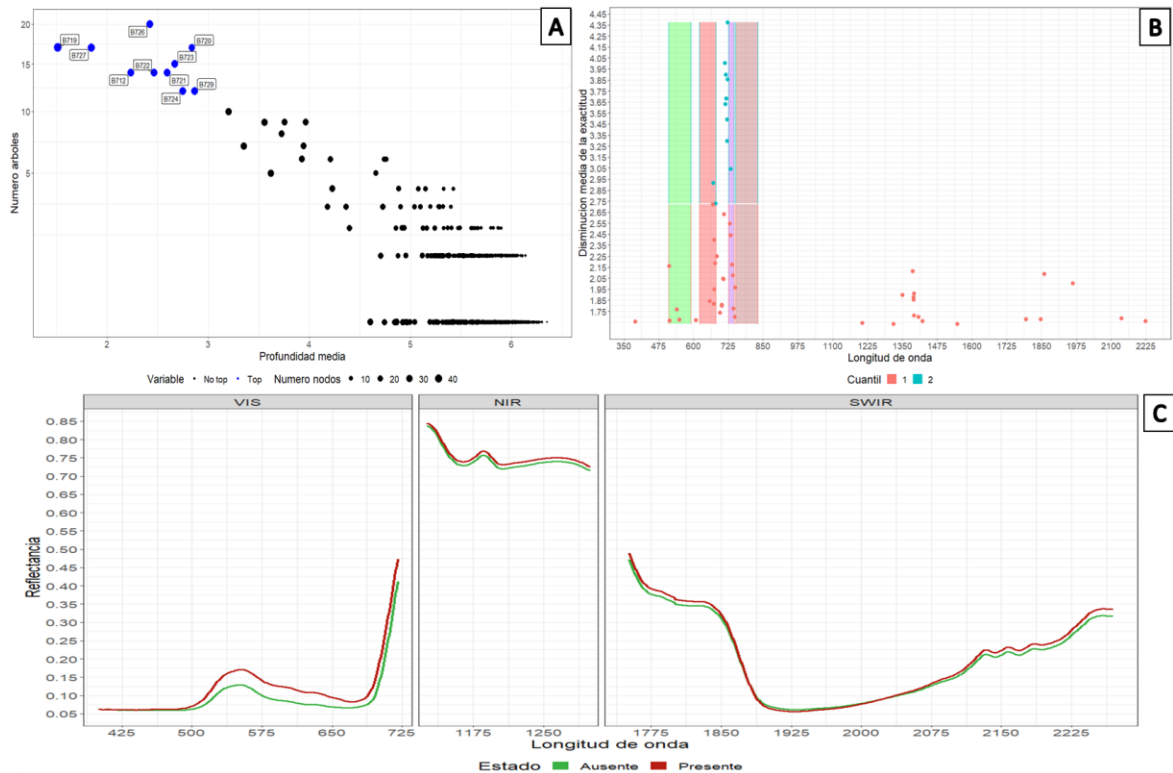 A
20
15
10
5
Numero arboles
B719
B727
B726
B720
B723
B712
B722
B721
B724
B729
2 3 4 5 6
Profundidad media
Variable No top Top Numero nodos 10 20 30 40
B
4.45
4.35
4.25
4.15
4.05
3.95
3.85
3.75
3.65
3.55
3.45
3.35
3.25
3.15
3.05
2.95
2.85
2.75
2.65
2.55
2.45
2.35
2.25
2.15
2.05
1.95
1.85
1.75
Disminucion media de la exactitud
350 475 600 725 850 975 1100 1225 1350 1475 1600 1725 1850 1975 2100 2225
Longitud de onda
Cuantil 1 2
C
VIS NIR SWIR
0.85
0.80
0.75
0.70
0.65
0.60
0.55
0.50
0.45
0.40
0.35
0.30
0.25
0.20
0.15
0.10
0.05
Reflectancia
425 500 575 650 725 1175 1250 1775 1850 1925 2000 2075 2150 2225
Longitud de onda
Estado Ausente Presente